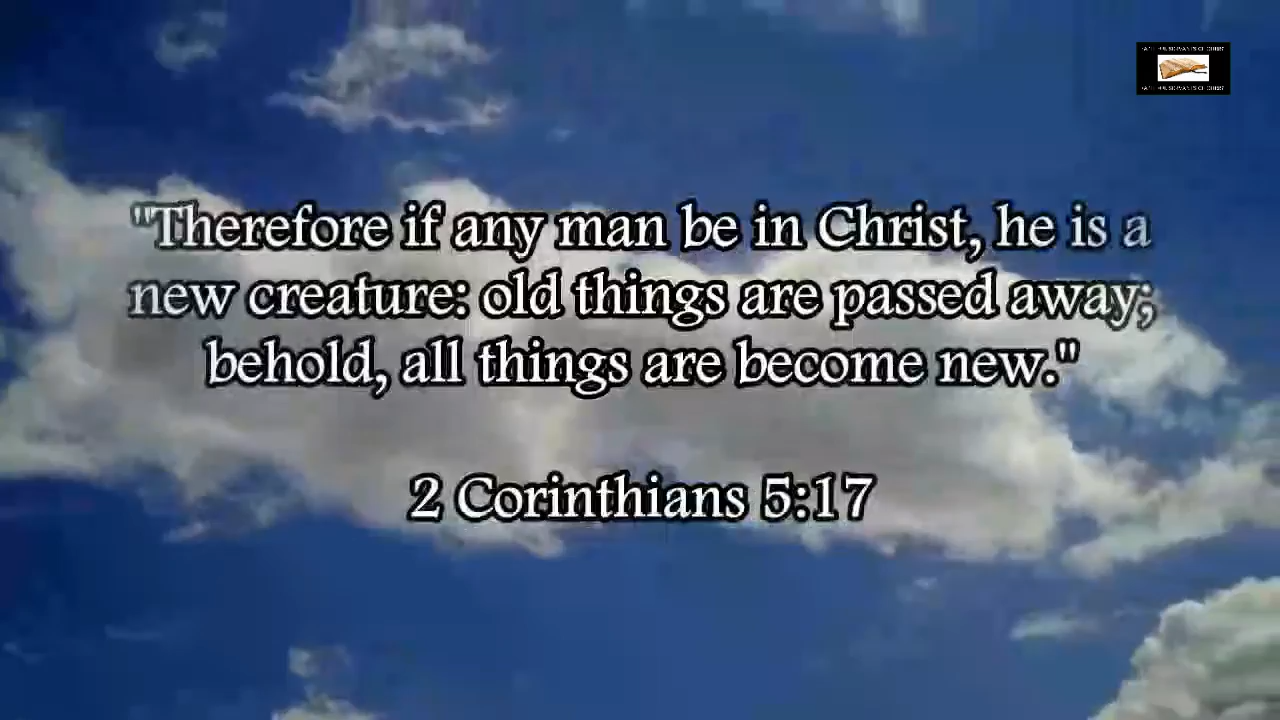 "Therefore if any man be in Christ, he is a
new creature: old things are passed away;
behold, all things are become new."
2 Corinthians 5:17